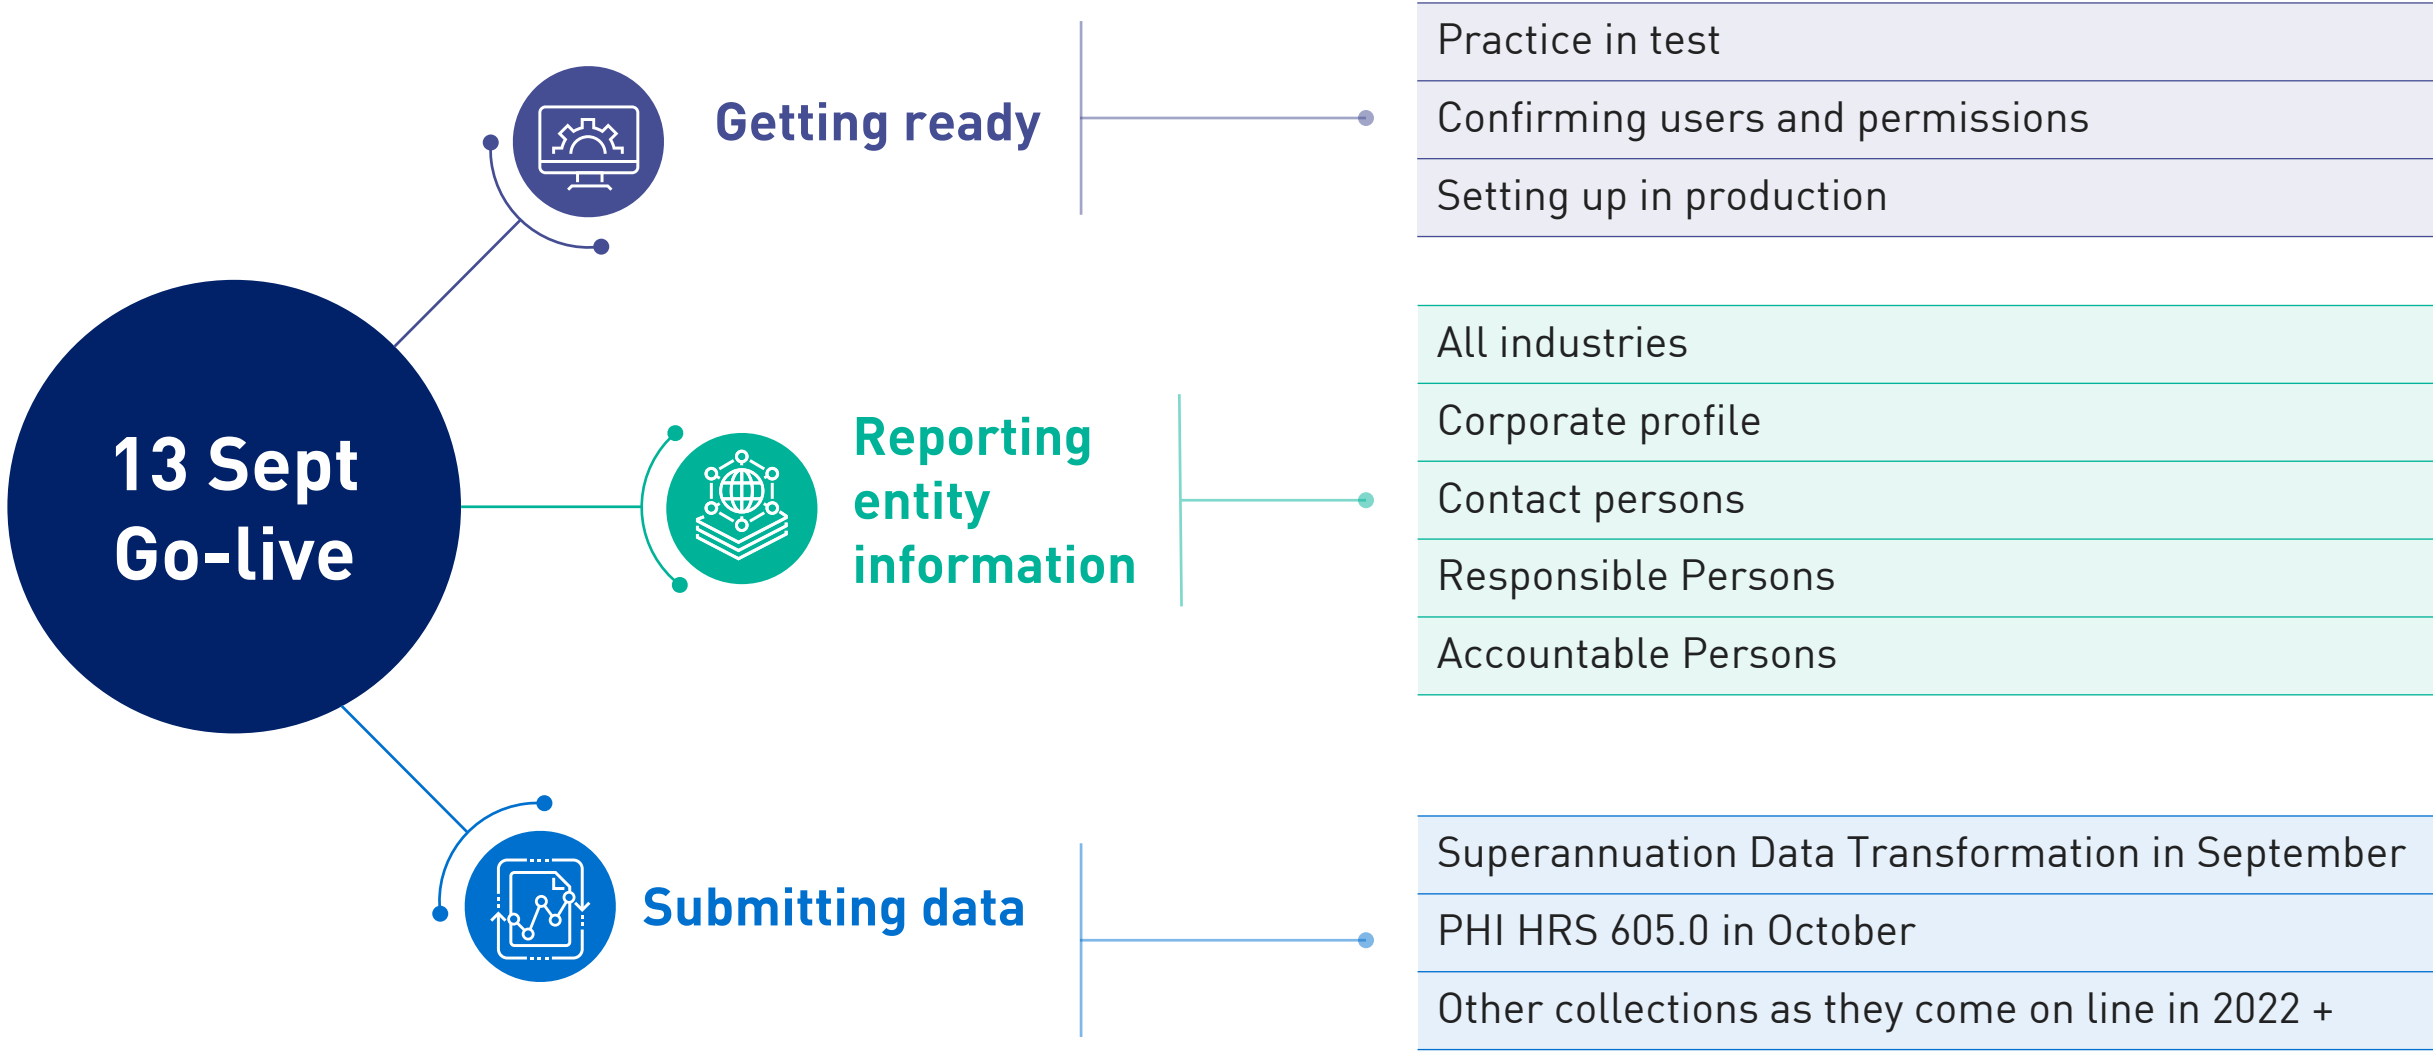 13 Sept
Go-live
Getting ready
Practice in test
Confirming users and permissions
Setting up in production
Reporting
entity
information
All industries
Corporate profile
Contact persons
Responsible Persons
Accountable Persons
Submitting data
Superannuation Data Transformation in September
PHI HRS 605.0 in October
Other collections as they come on line in 2022 +